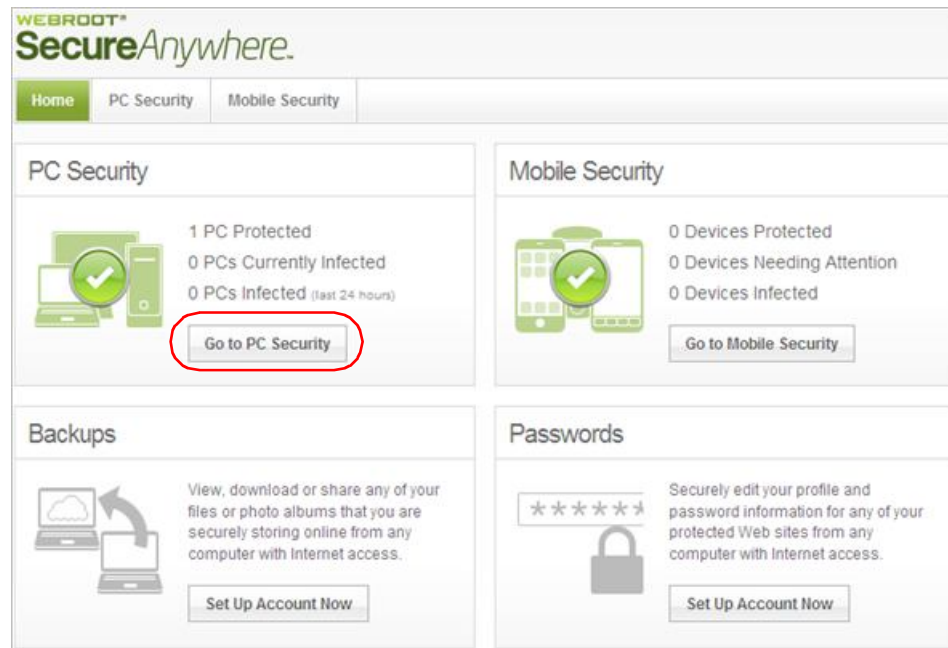 WEBROOT®
SecureAnywhere™
Home PC Security Mobile Security
PC Security
1 PC Protected
0 PCs Currently Infected
0 PCs Infected (last 24 hours)
Go to PC Security
Mobile Security
0 Devices Protected
0 Devices Needing Attention
0 Devices Infected
Go to Mobile Security
Backups
View, download or share any of your
files or photo albums that you are
securely storing online from any
computer with Internet access.
Set Up Account Now
Passwords
******
Securely edit your profile and
password information for any of your
protected Web sites from any
computer with Internet access.
Set Up Account Now